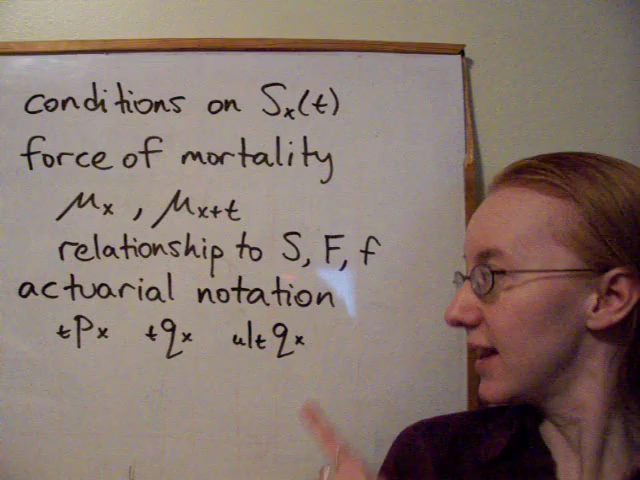 conditions on Sₓ(t)
force of mortality
μₓ , μₓ₊ₜ
relationship to S, F, f
actuarial notation
ₜpₓ ₜqₓ ᵤ|ₜqₓ